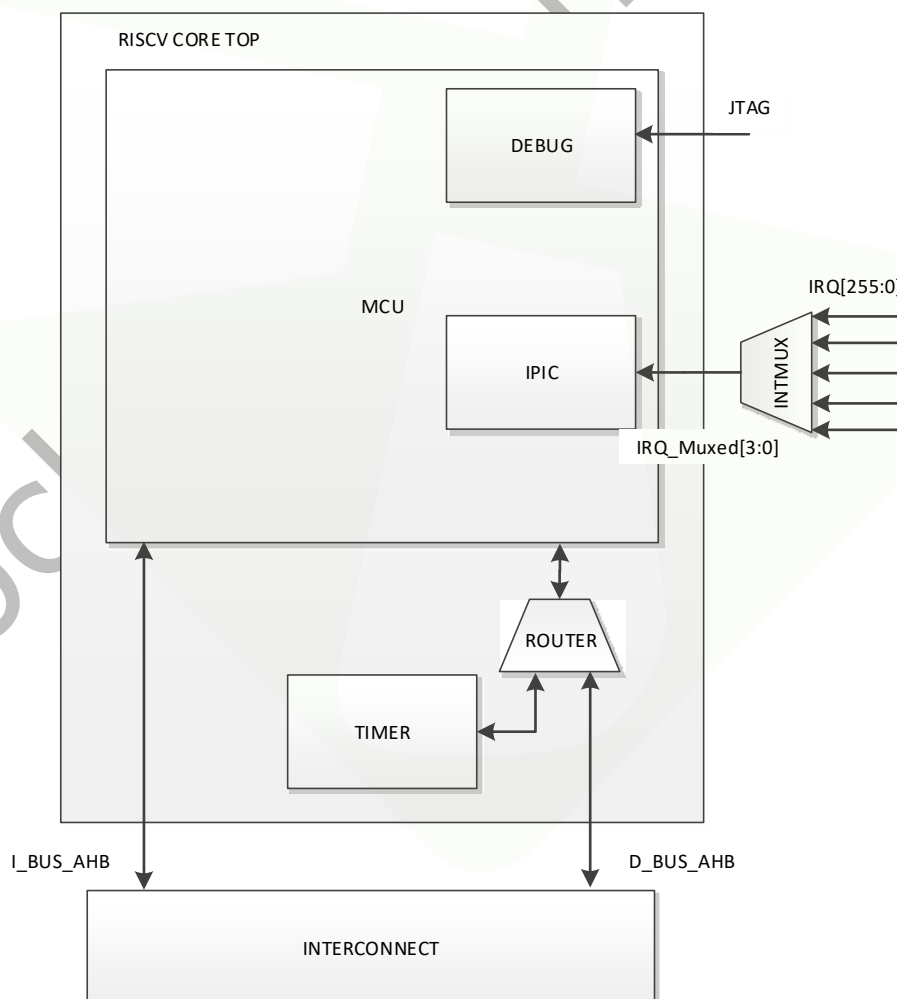 RISCV CORE TOP
JTAG
DEBUG
IRQ[255:0]
MCU
INTMUX
IPIC
IRQ_Muxed[3:0]
ROUTER
TIMER
I_BUS_AHB
D_BUS_AHB
INTERCONNECT